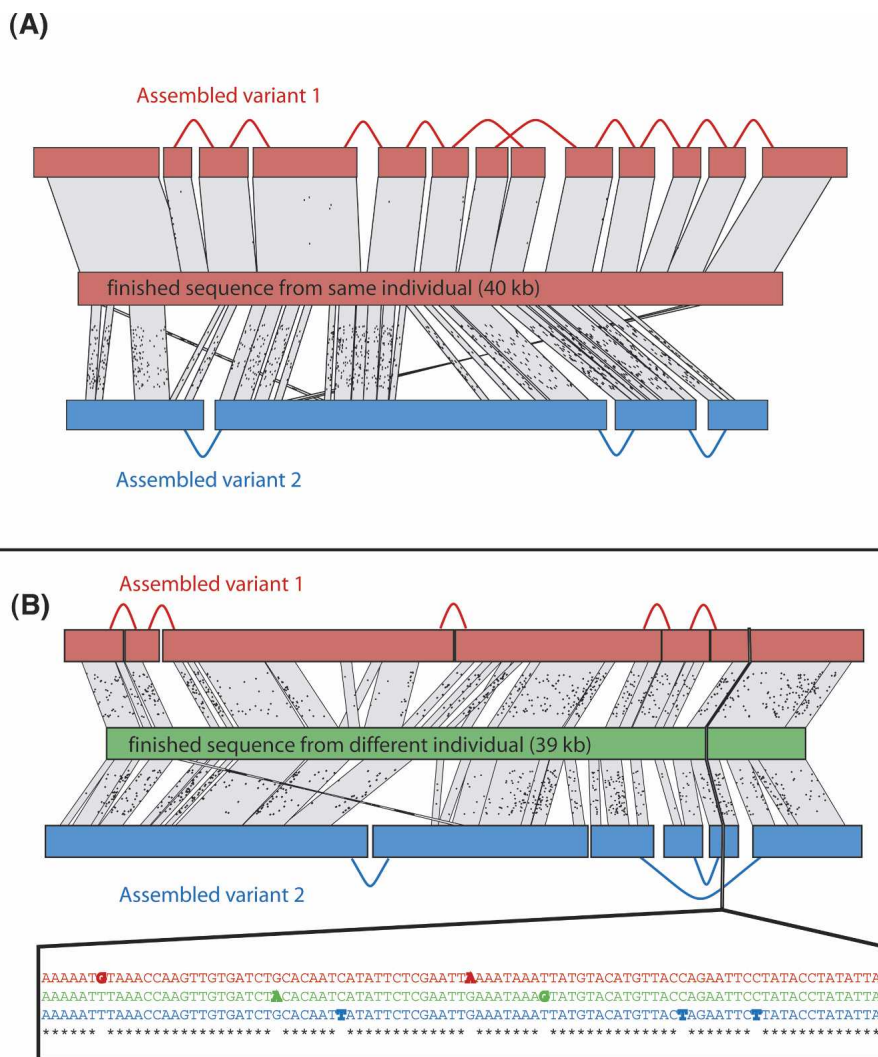 (A)
Assembled variant 1
finished sequence from same individual (40 kb)
Assembled variant 2
Assembled variant 1
(B)
finished sequence from different individual (39 kb)
Assembled variant 2
AAAAATGTAAACCAAGTTGTGATCTGCACAATCATATTCTCGAATTAAAATAAATTATGTACATGTTACCAGAATTCCTATACCTATATTA
AAAAATTTAAACCAAGTTGTGATCTACACAATCATATTCTCGAATTGAAATAAAGTATGTACATGTTACCAGAATTCCTATACCTATATTA
AAAAATTTAAACCAAGTTGTGATCTGCACAATTATATTCTCGAATTGAAATAAATTATGTACATGTTACTAGAATTCTTATACCTATATTA
****** ****************** ****** ************* ******* ************* ******* *************